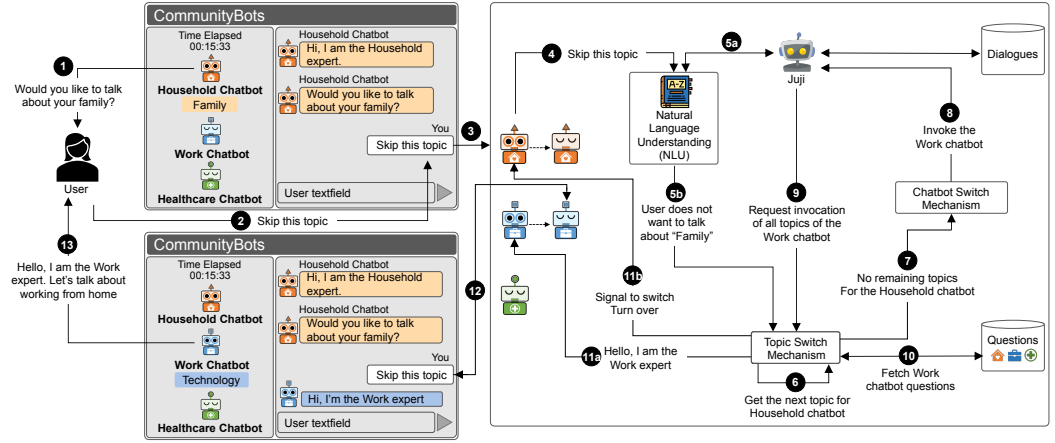 CommunityBots
Time Elapsed
00:15:33
Household Chatbot
Family
Work Chatbot
Healthcare Chatbot
Household Chatbot
Hi, I am the Household
expert.
Household Chatbot
Would you like to talk
about your family?
You
Skip this topic
User textfield
1
Would you like to talk
about your family?
User
2
Skip this topic
13
Hello, I am the Work
expert. Let's talk about
working from home
CommunityBots
Time Elapsed
00:15:33
Household Chatbot
Work Chatbot
Technology
Healthcare Chatbot
Household Chatbot
Hi, I am the Household
expert.
Household Chatbot
Would you like to talk
about your family?
You
Skip this topic
Hi, I'm the Work expert
User textfield
3
12
4
Skip this topic
A-Z
Natural
Language
Understanding
(NLU)
5a
Juji
Dialogues
5b
User does not
want to talk
about “Family”
9
Request invocation
of all topics of the
Work chatbot
8
Invoke the
Work chatbot
Chatbot Switch
Mechanism
7
No remaining topics
For the Household chatbot
11b
Signal to switch
Turn over
11a
Hello, I am the
Work expert
Topic Switch
Mechanism
6
Get the next topic for
Household chatbot
10
Fetch Work
chatbot questions
Questions